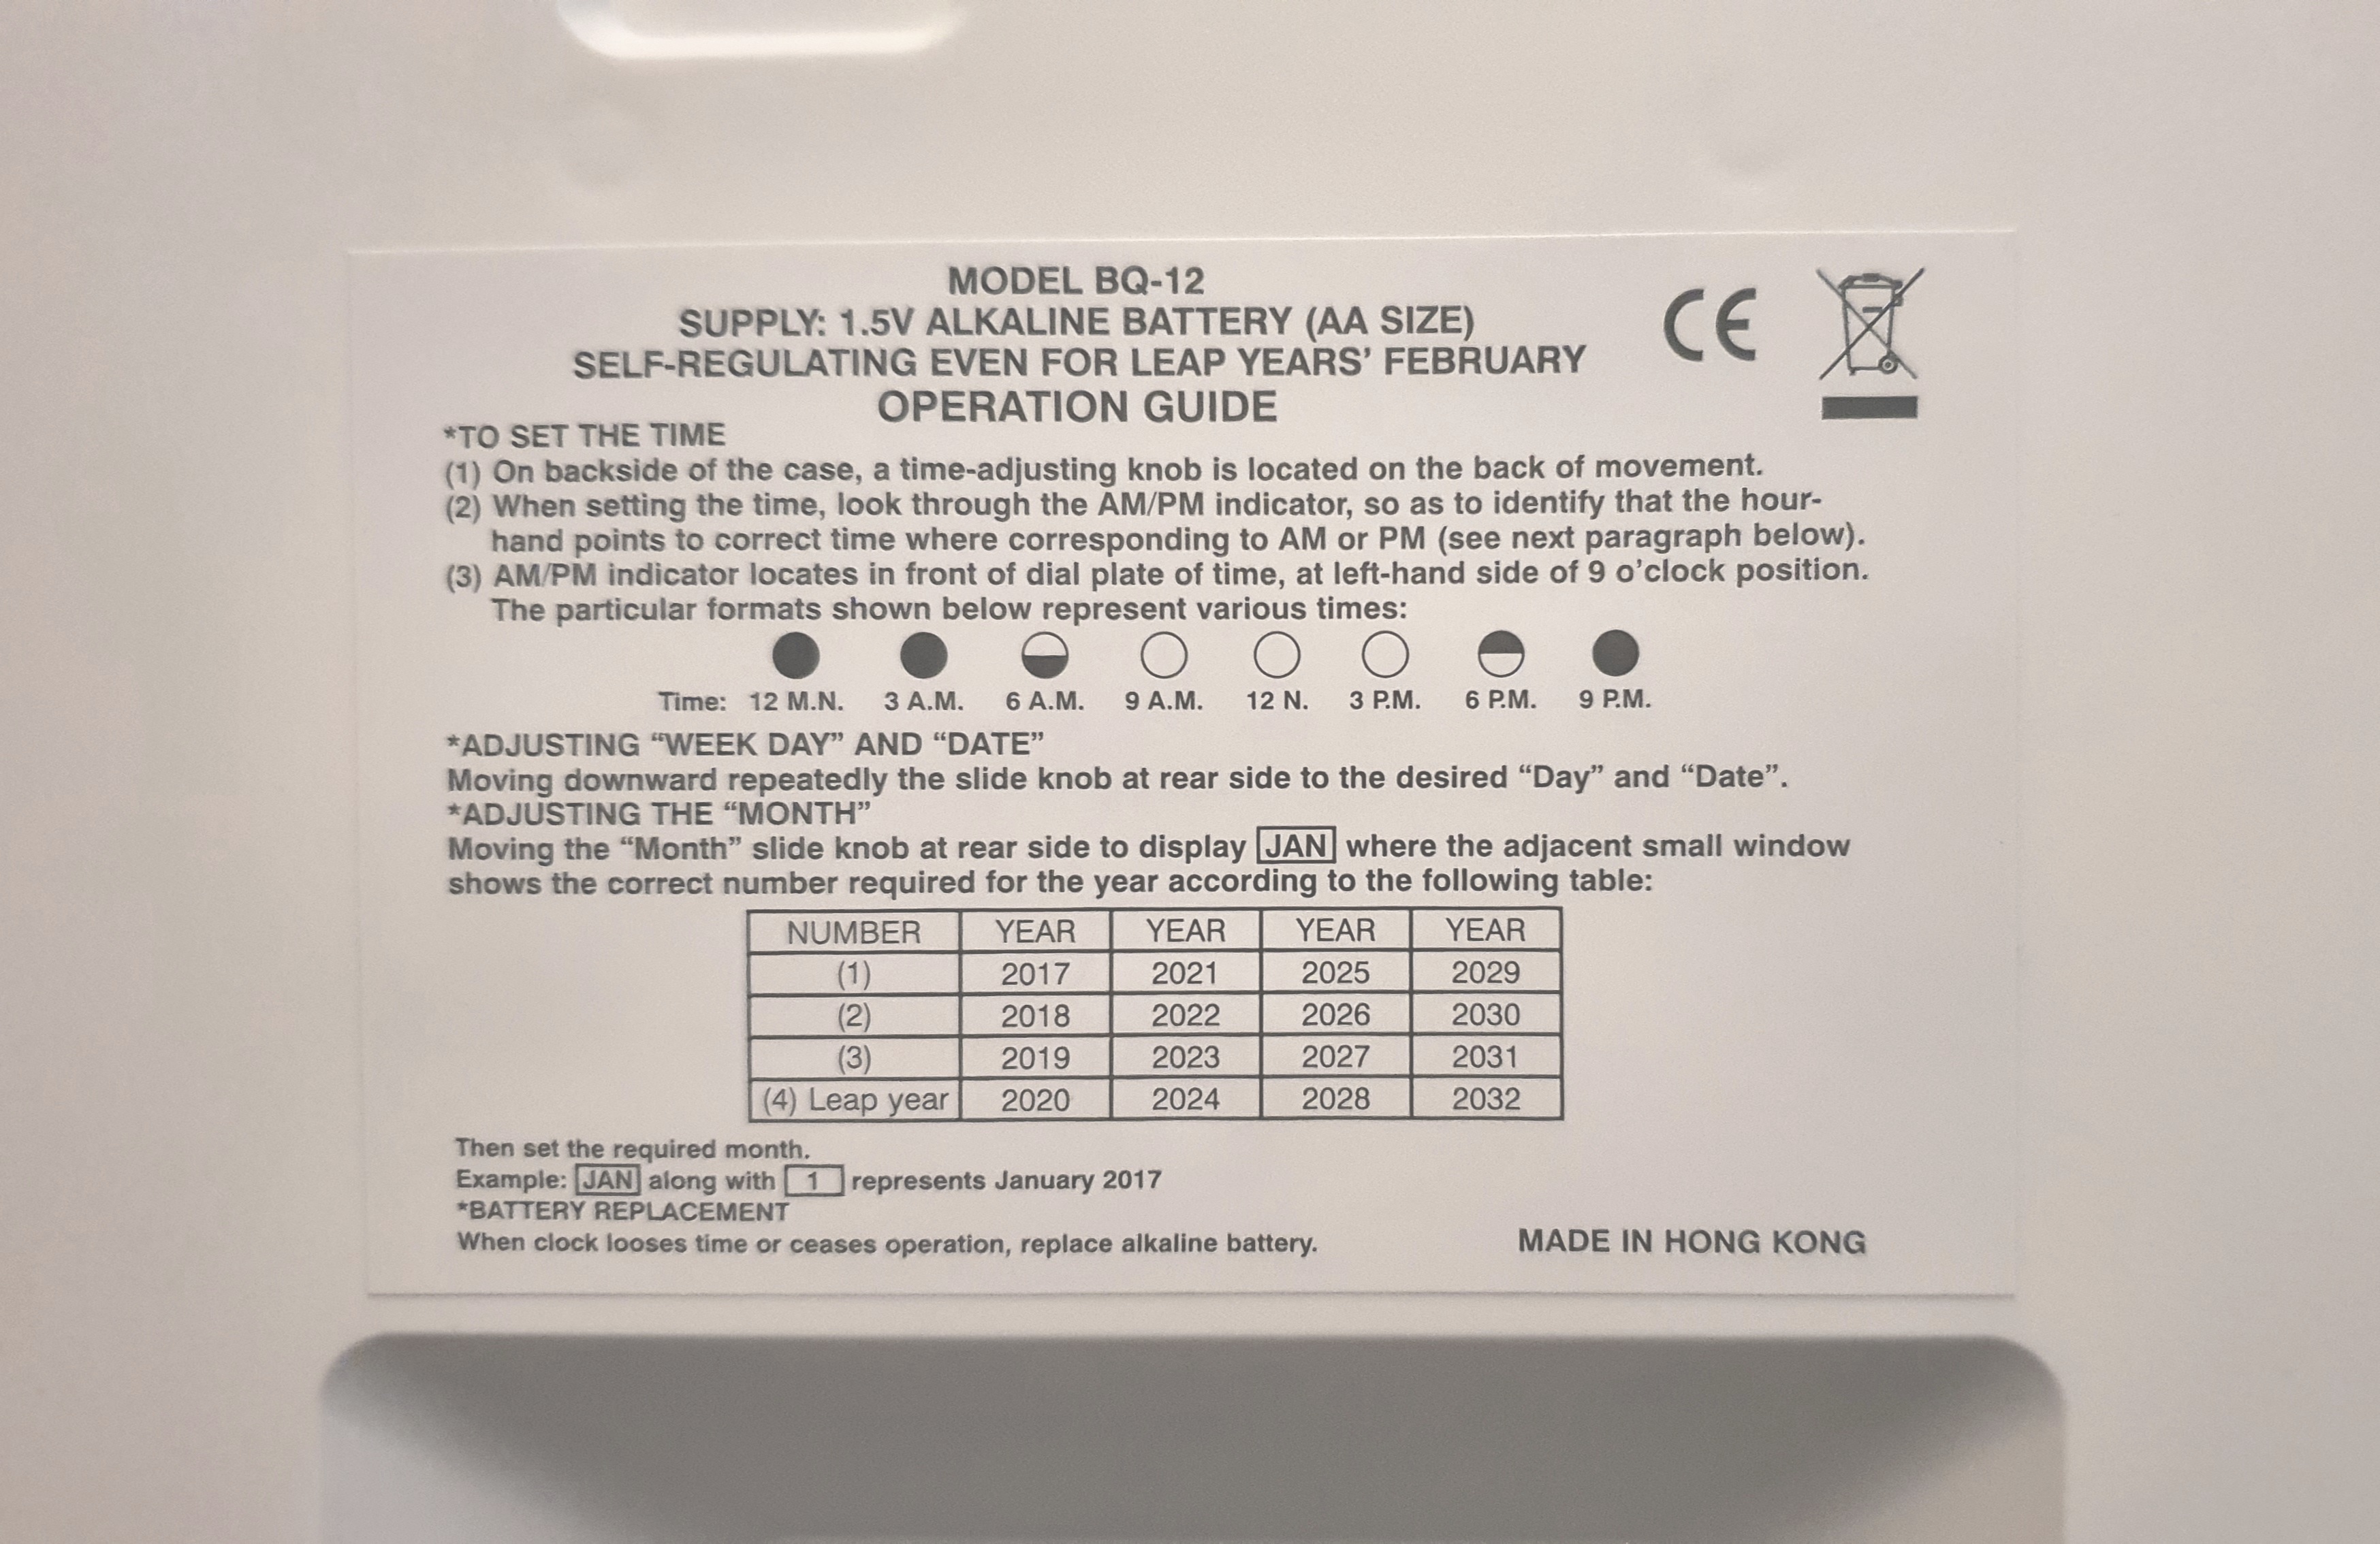 MODEL BQ-12
SUPPLY: 1.5V ALKALINE BATTERY (AA SIZE)
SELF-REGULATING EVEN FOR LEAP YEARS’ FEBRUARY
CE
OPERATION GUIDE
*TO SET THE TIME
(1) On backside of the case, a time-adjusting knob is located on the back of movement.
(2) When setting the time, look through the AM/PM indicator, so as to identify that the hour-
hand points to correct time where corresponding to AM or PM (see next paragraph below).
(3) AM/PM indicator locates in front of dial plate of time, at left-hand side of 9 o’clock position.
The particular formats shown below represent various times:
Time: 12 M.N. 3 A.M. 6 A.M. 9 A.M. 12 N. 3 P.M. 6 P.M. 9 P.M.
*ADJUSTING “WEEK DAY” AND “DATE”
Moving downward repeatedly the slide knob at rear side to the desired “Day” and “Date”.
*ADJUSTING THE “MONTH”
Moving the “Month” slide knob at rear side to display JAN where the adjacent small window
shows the correct number required for the year according to the following table:
NUMBER YEAR YEAR YEAR YEAR
(1) 2017 2021 2025 2029
(2) 2018 2022 2026 2030
(3) 2019 2023 2027 2031
(4) Leap year 2020 2024 2028 2032
Then set the required month.
Example: JAN along with 1 represents January 2017
*BATTERY REPLACEMENT
When clock looses time or ceases operation, replace alkaline battery.
MADE IN HONG KONG